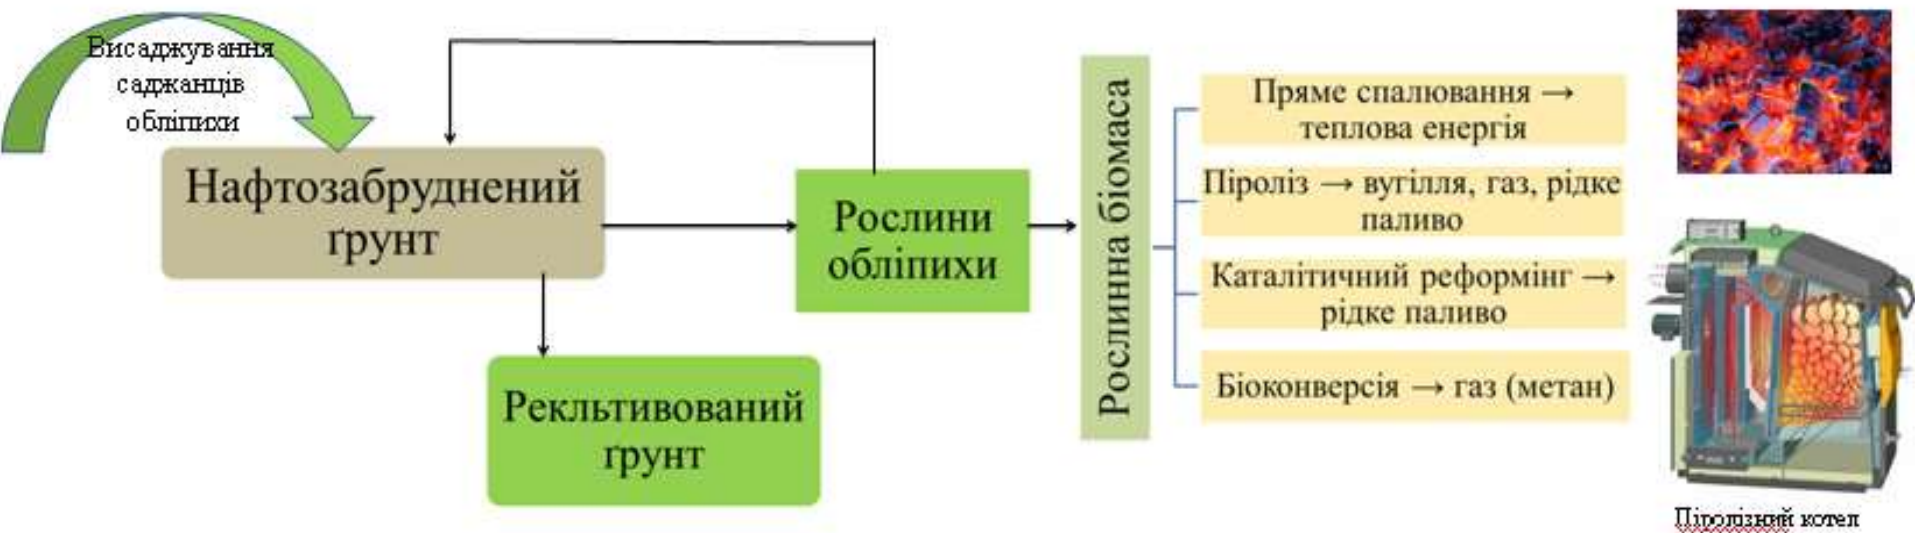 Висаджування
саджанців
обліпихи
Нафтозабруднений
ґрунт
Рослини
обліпихи
Рекльтивований
ґрунт
Рослинна біомаса
Пряме спалювання →
теплова енергія
Піроліз → вугілля, газ, рідке
паливо
Каталітичний реформінг →
рідке паливо
Біоконверсія → газ (метан)
Піролізний котел